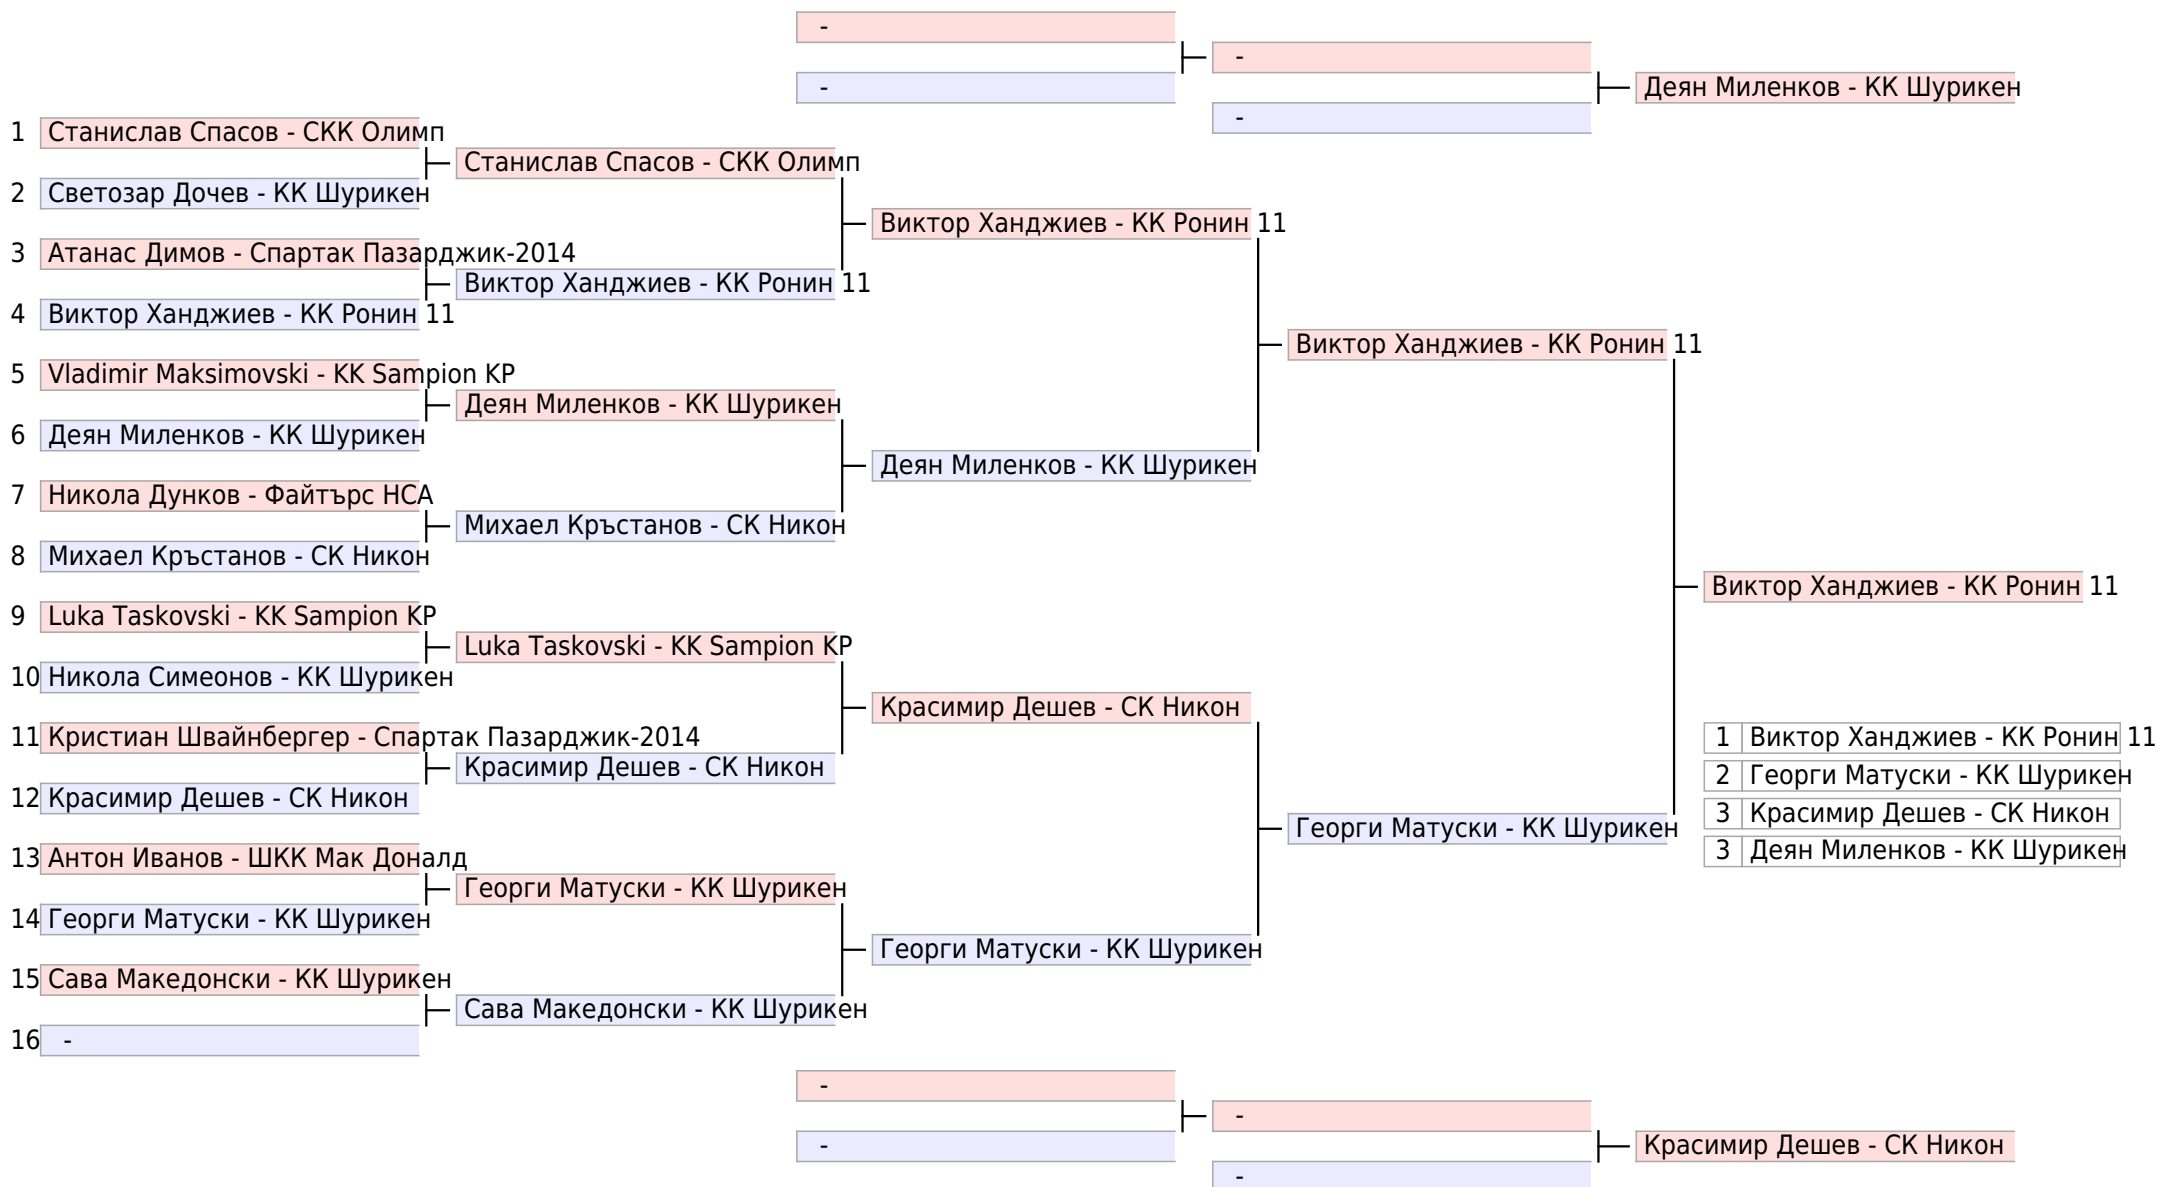 -
-
-
-
Деян Миленков - КК Шурикен
1 Станислав Спасов - СКК Олимп
2 Светозар Дочев - КК Шурикен
3 Атанас Димов - Спартак Пазарджик-2014
4 Виктор Ханджиев - КК Ронин 11
5 Vladimir Maksimovski - KK Sampion KP
6 Деян Миленков - КК Шурикен
7 Никола Дунков - Файтърс НСА
8 Михаел Кръстанов - СК Никон
9 Luka Taskovski - KK Sampion KP
10 Никола Симеонов - КК Шурикен
11 Кристиан Швайнбергер - Спартак Пазарджик-2014
12 Красимир Дешев - СК Никон
13 Антон Иванов - ШКК Мак Доналд
14 Георги Матуски - КК Шурикен
15 Сава Македонски - КК Шурикен
16 -
Станислав Спасов - СКК Олимп
Виктор Ханджиев - КК Ронин 11
Деян Миленков - КК Шурикен
Михаел Кръстанов - СК Никон
Luka Taskovski - KK Sampion KP
Красимир Дешев - СК Никон
Георги Матуски - КК Шурикен
Сава Македонски - КК Шурикен
Виктор Ханджиев - КК Ронин 11
Деян Миленков - КК Шурикен
Красимир Дешев - СК Никон
Георги Матуски - КК Шурикен
Виктор Ханджиев - КК Ронин 11
Георги Матуски - КК Шурикен
Виктор Ханджиев - КК Ронин 11
1 Виктор Ханджиев - КК Ронин 11
2 Георги Матуски - КК Шурикен
3 Красимир Дешев - СК Никон
3 Деян Миленков - КК Шурикен
-
-
-
-
Красимир Дешев - СК Никон